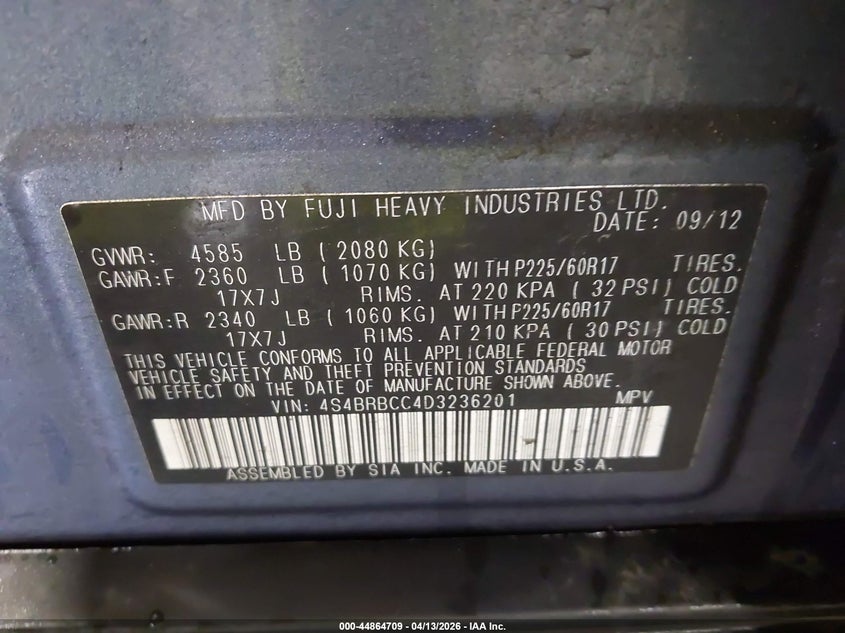 MFD BY FUJI HEAVY INDUSTRIES LTD.
DATE: 09/12
GVWR: 4585 LB ( 2080 KG)
GAWR:F 2360 LB ( 1070 KG) WITH P225/60R17 TIRES.
17X7J RIMS. AT 220 KPA ( 32 PSI) COLD
GAWR:R 2340 LB ( 1060 KG) WITH P225/60R17 TIRES.
17X7J RIMS. AT 210 KPA ( 30 PSI) COLD
THIS VEHICLE CONFORMS TO ALL APPLICABLE FEDERAL MOTOR
VEHICLE SAFETY AND THEFT PREVENTION STANDARDS
IN EFFECT ON THE DATE OF MANUFACTURE SHOWN ABOVE.
VIN: 4S4BRBCC4D3236201 MPV
ASSEMBLED BY SIA INC. MADE IN U.S.A.
000-44864709 - 04/13/2026 - IAA Inc.